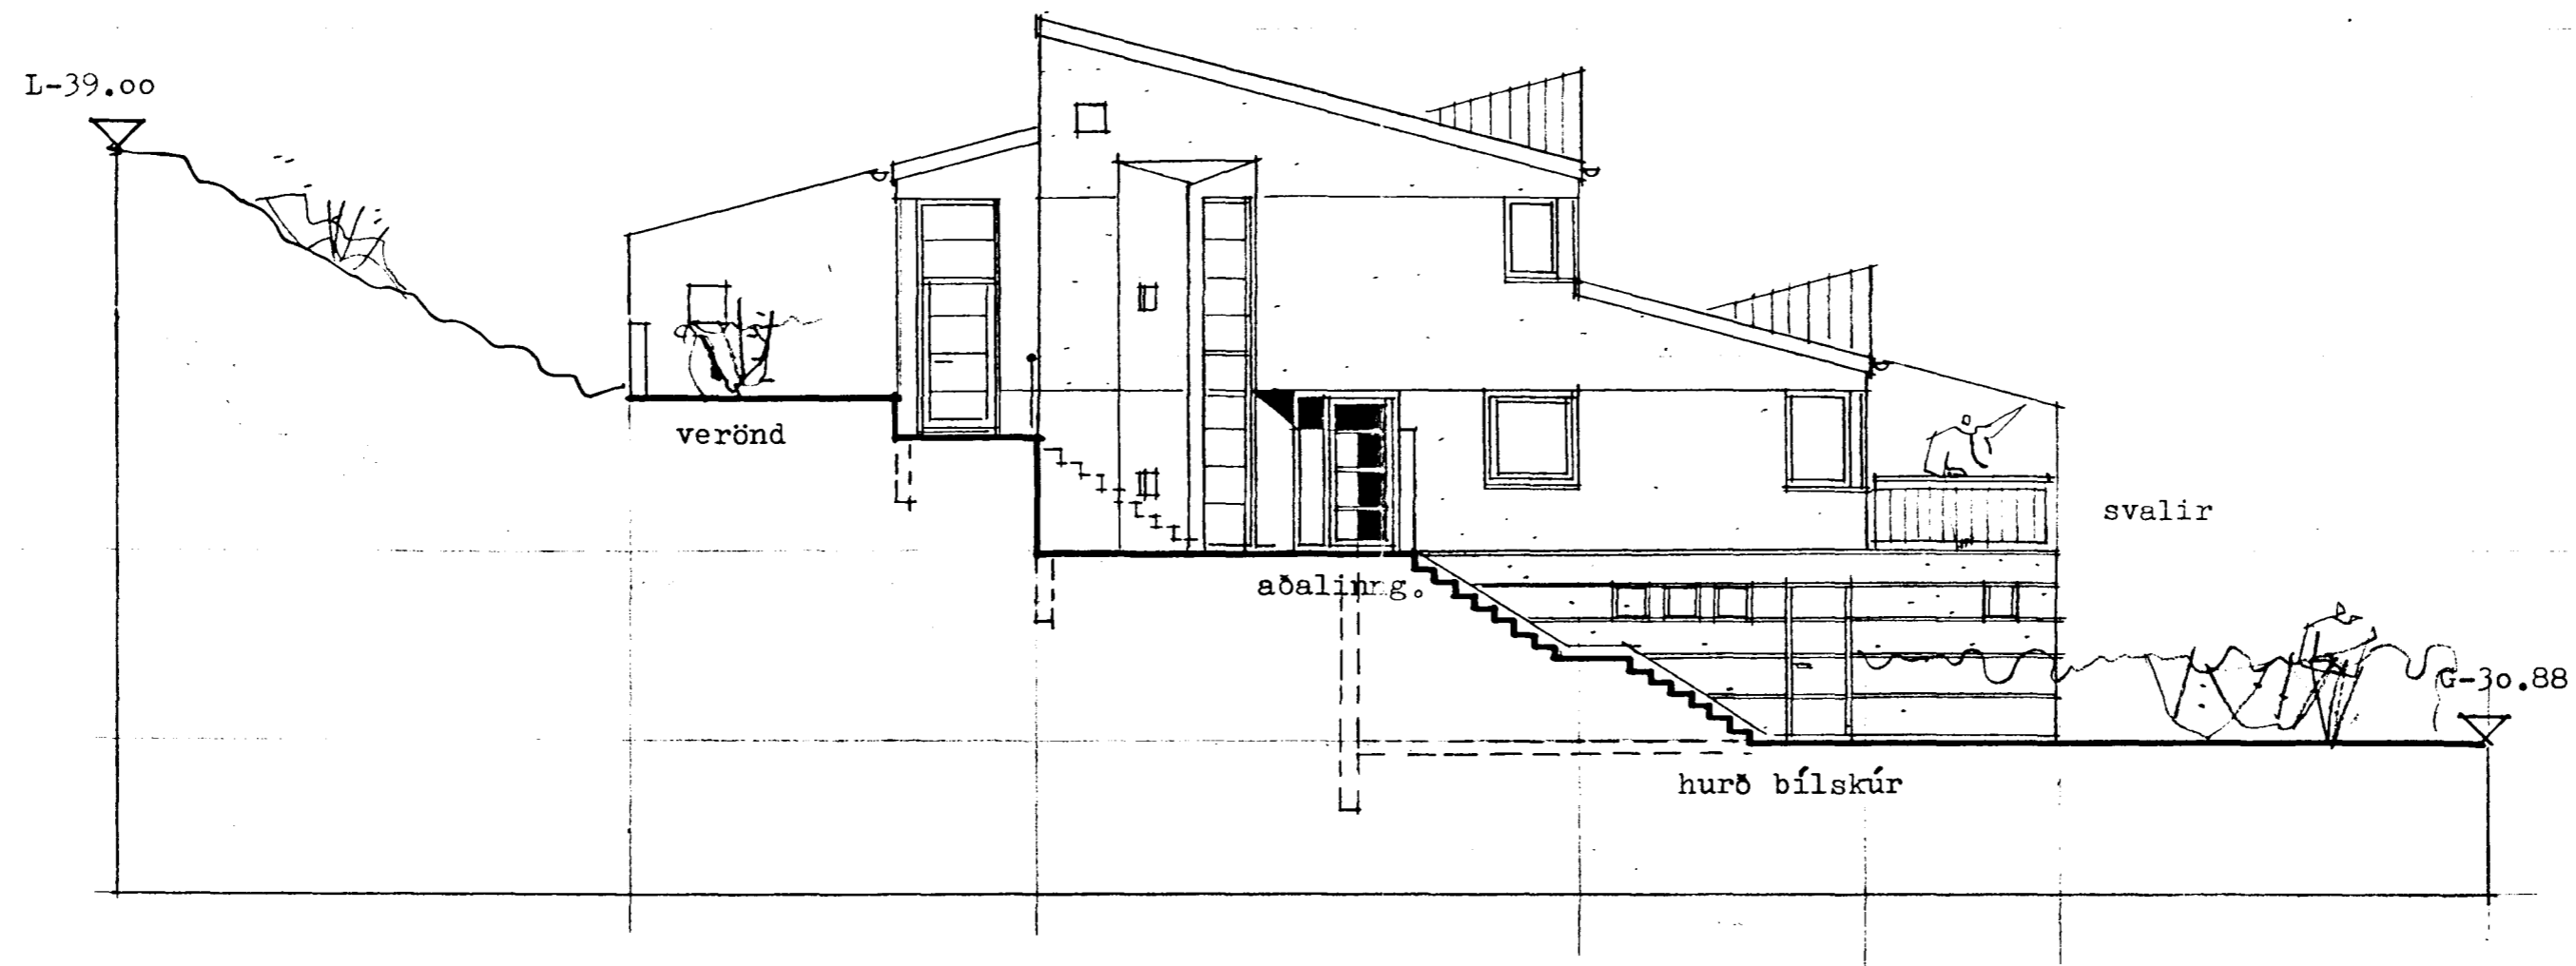 L-39.oo
verönd
svalir
aðalinng.
G-3o.88
hurð bílskúr